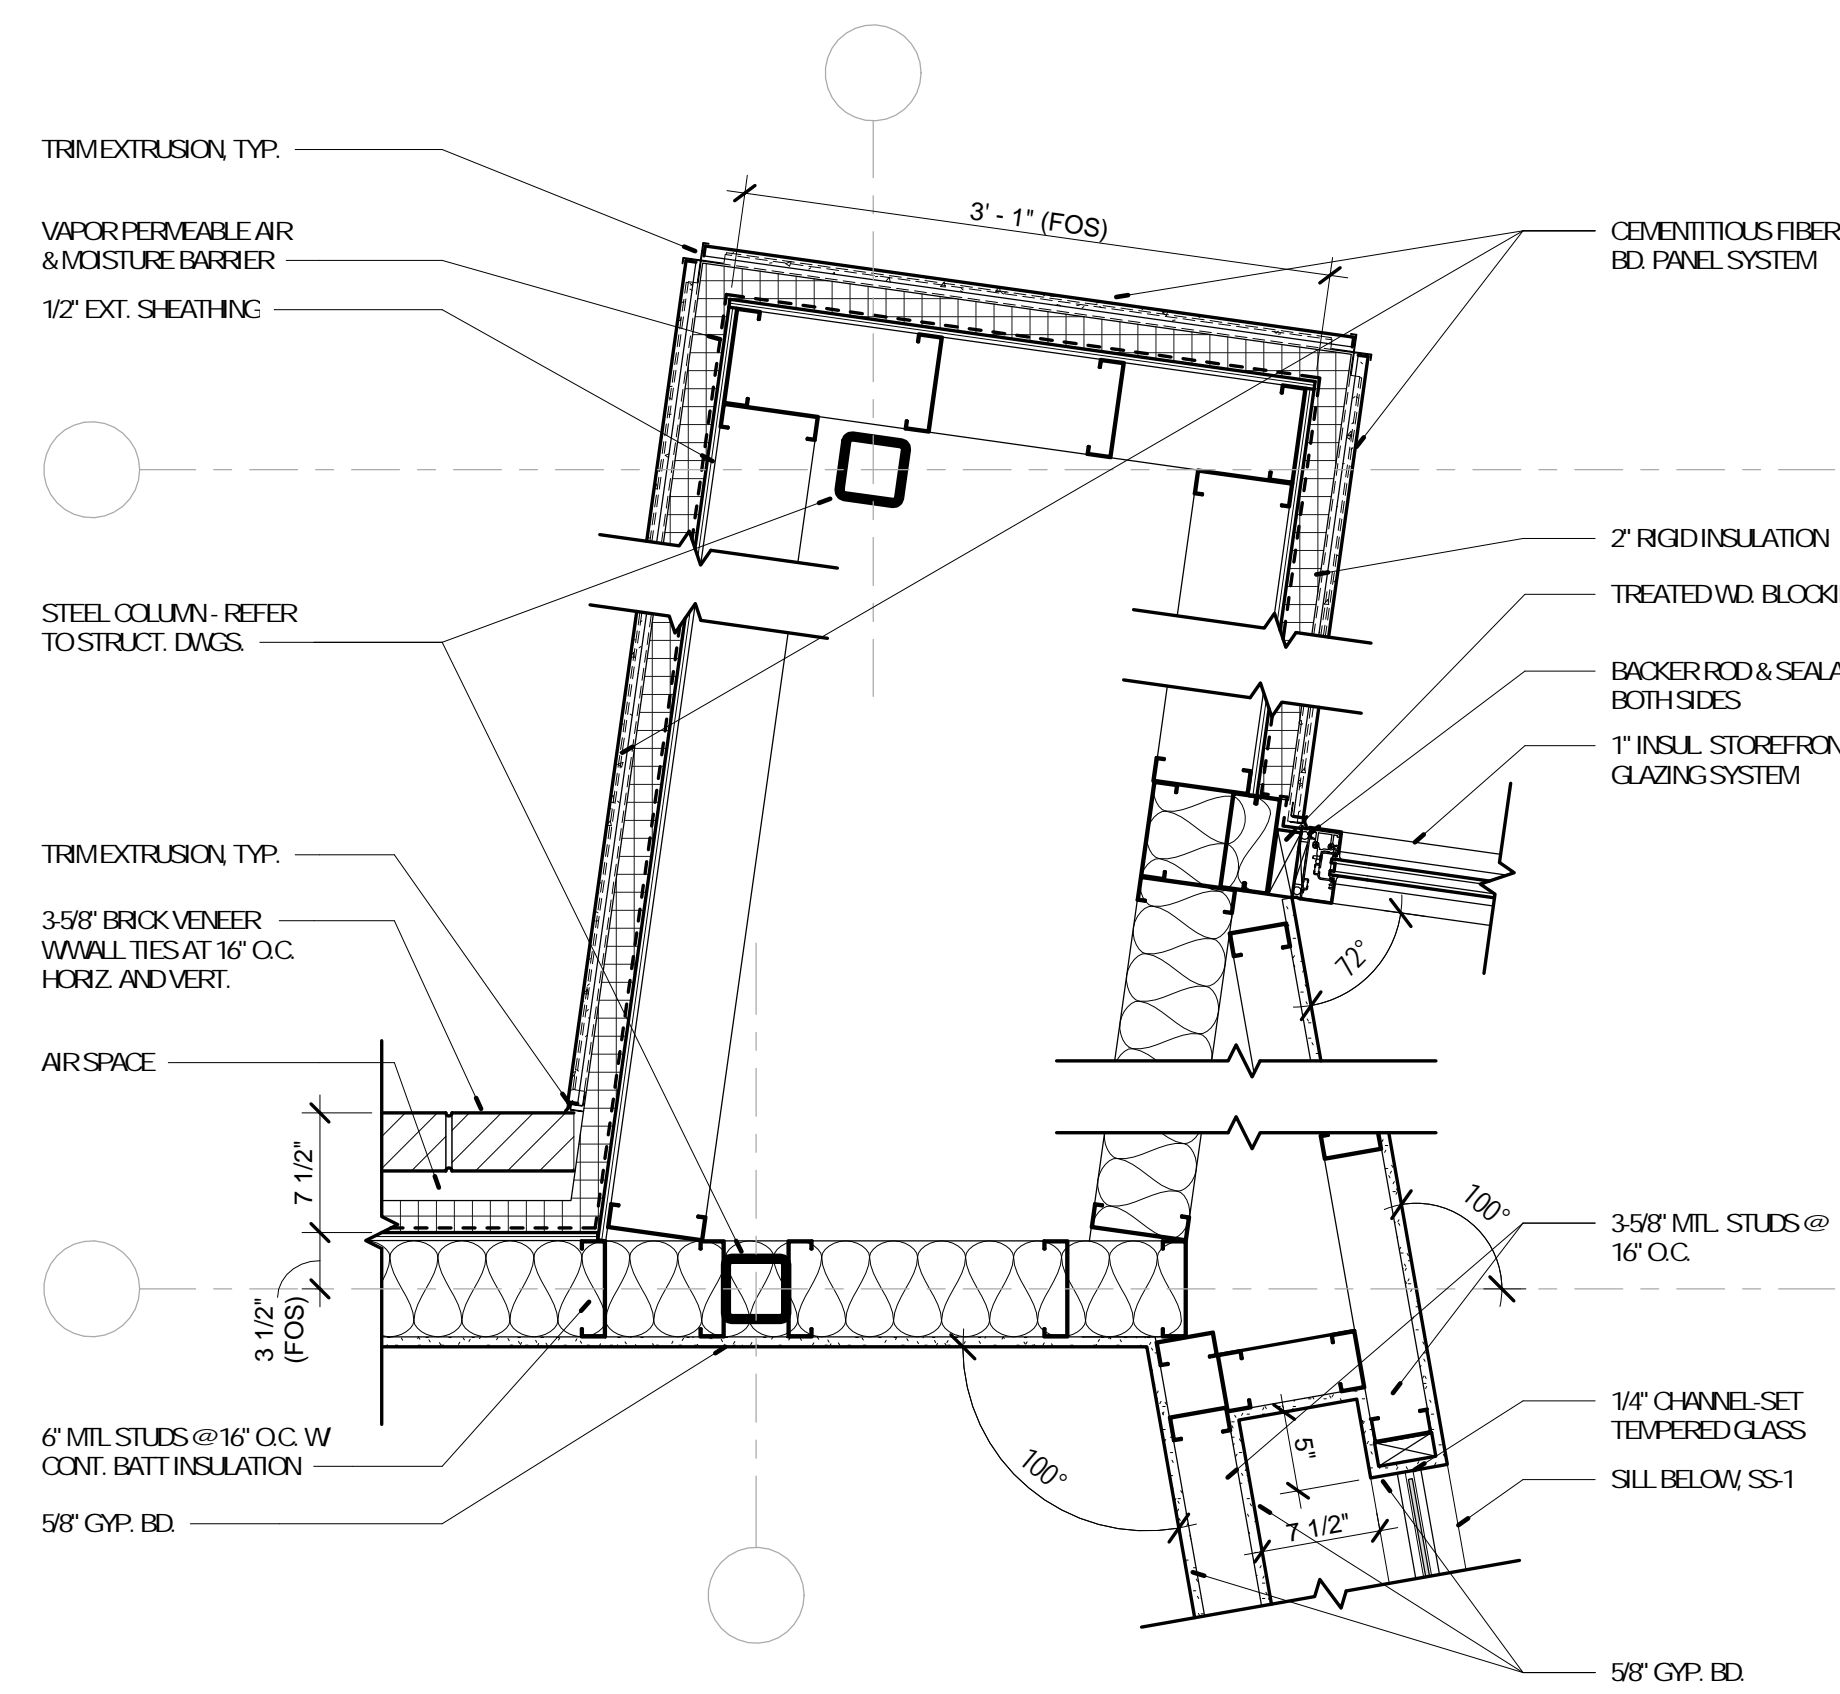 TRIM EXTRUSION, TYP.
VAPOR PERMEABLE AIR
& MOISTURE BARRIER
1/2" EXT. SHEATHING
STEEL COLUMN - REFER
TO STRUCT. DWGS.
TRIM EXTRUSION, TYP.
3-5/8" BRICK VENEER
W/WALL TIES AT 16" O.C.
HORIZ. AND VERT.
AIR SPACE
7 1/2"
3 1/2"
(FOS)
6" MTL STUDS @ 16" O.C. W/
CONT. BATT INSULATION
5/8" GYP. BD.
3' - 1" (FOS)
72°
100°
100°
5"
7 1/2"
CEMENTITIOUS FIBER
BD. PANEL SYSTEM
2" RIGID INSULATION
TREATED WD. BLOCKI
BACKER ROD & SEALA
BOTH SIDES
1" INSUL. STOREFRON
GLAZING SYSTEM
3-5/8" MTL. STUDS @
16" O.C.
1/4" CHANNEL-SET
TEMPERED GLASS
SILL BELOW, SS-1
5/8" GYP. BD.